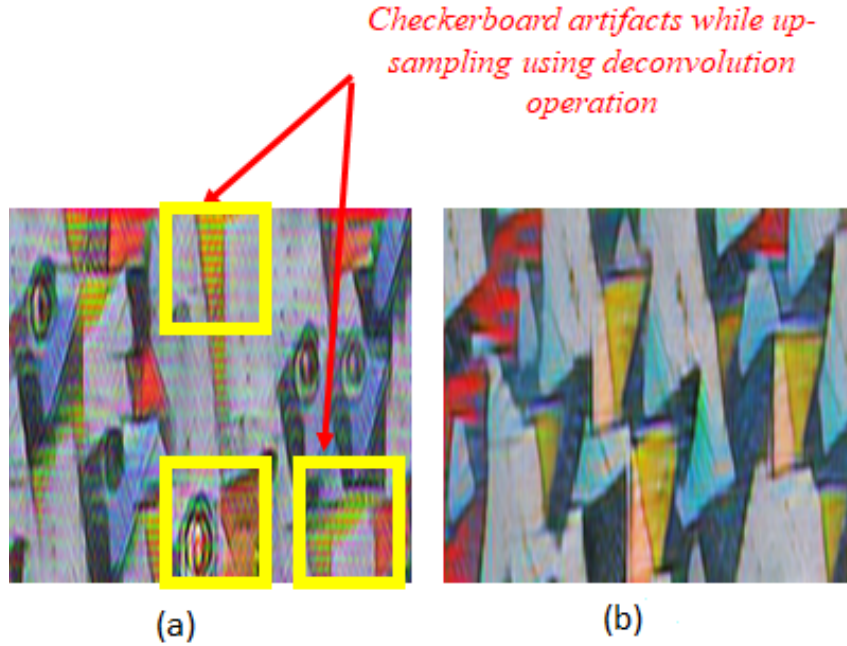 Checkerboard artifacts while up-
sampling using deconvolution
operation
(a)
(b)